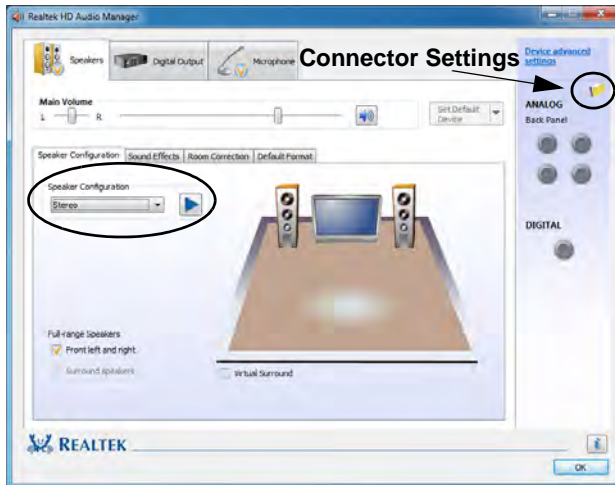 Realtek HD Audio Manager
Speakers
Digital Output
Microphone
Connector Settings
Device advanced
settings
Main Volume
L
R
Set Default
Device
ANALOG
Back Panel
Speaker Configuration
Sound Effects
Room Correction
Default Format
Speaker Configuration
Stereo
DIGITAL
Full-range Speakers
Front left and right
Surround speakers
Virtual Surround
REALTEK
i
OK